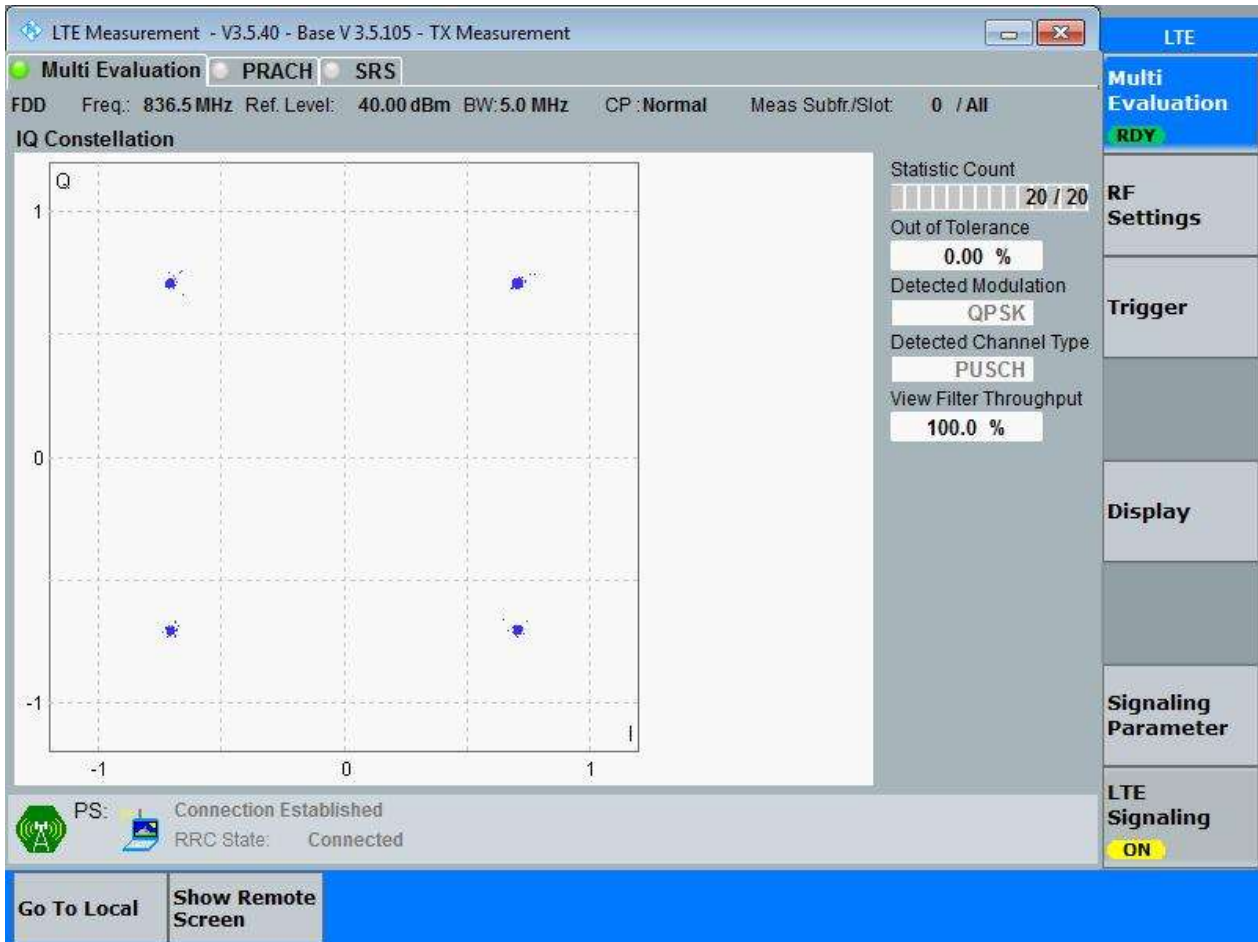 LTE Measurement - V3.5.40 - Base V 3.5.105 - TX Measurement
LTE
Multi Evaluation PRACH SRS
Multi
Evaluation
RDY
FDD Freq.: 836.5 MHz Ref. Level: 40.00 dBm BW: 5.0 MHz CP : Normal Meas Subfr./Slot: 0 / All
IQ Constellation
Q
1
0
-1
I
-1 0 1
Statistic Count
20 / 20
Out of Tolerance
0.00 %
Detected Modulation
QPSK
Detected Channel Type
PUSCH
View Filter Throughput
100.0 %
RF
Settings
Trigger
Display
Signaling
Parameter
LTE
Signaling
ON
PS: Connection Established
RRC State: Connected
Go To Local
Show Remote
Screen